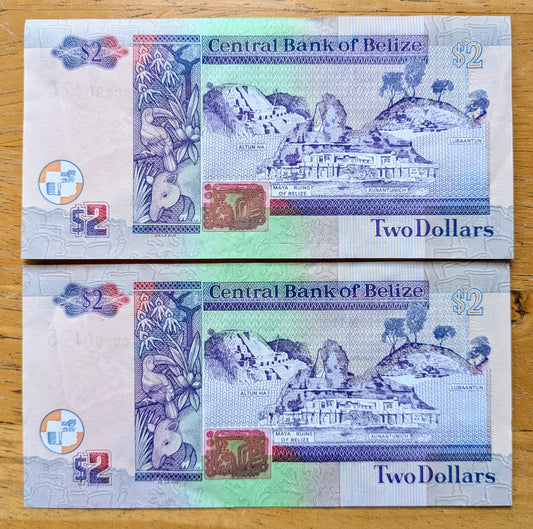 $2
Central Bank of Belize
$2
ALTUN HA
LUBAANTUN
MAYA RUINS
OF BELIZE
XUNANTUNICH
$2
Two Dollars
$2
Central Bank of Belize
$2
ALTUN HA
LUBAANTUN
MAYA RUINS
OF BELIZE
XUNANTUNICH
$2
Two Dollars